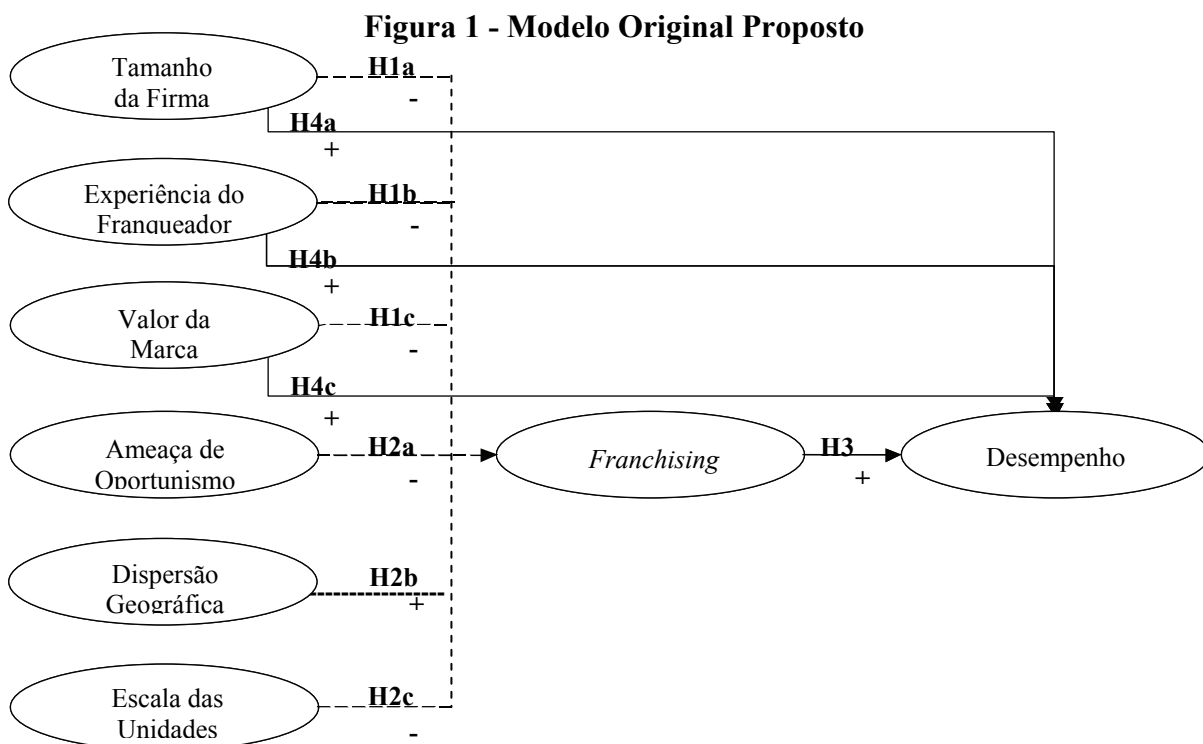 Figura 1 - Modelo Original Proposto
Tamanho
da Firma
H1a
-
H4a
+
Experiência do
Franqueador
H1b
-
H4b
+
Valor da
Marca
H1c
-
H4c
+
Ameaça de
Oportunismo
H2a
-
Franchising
H3
+
Desempenho
Dispersão
Geográfica
H2b
+
Escala das
Unidades
H2c
-